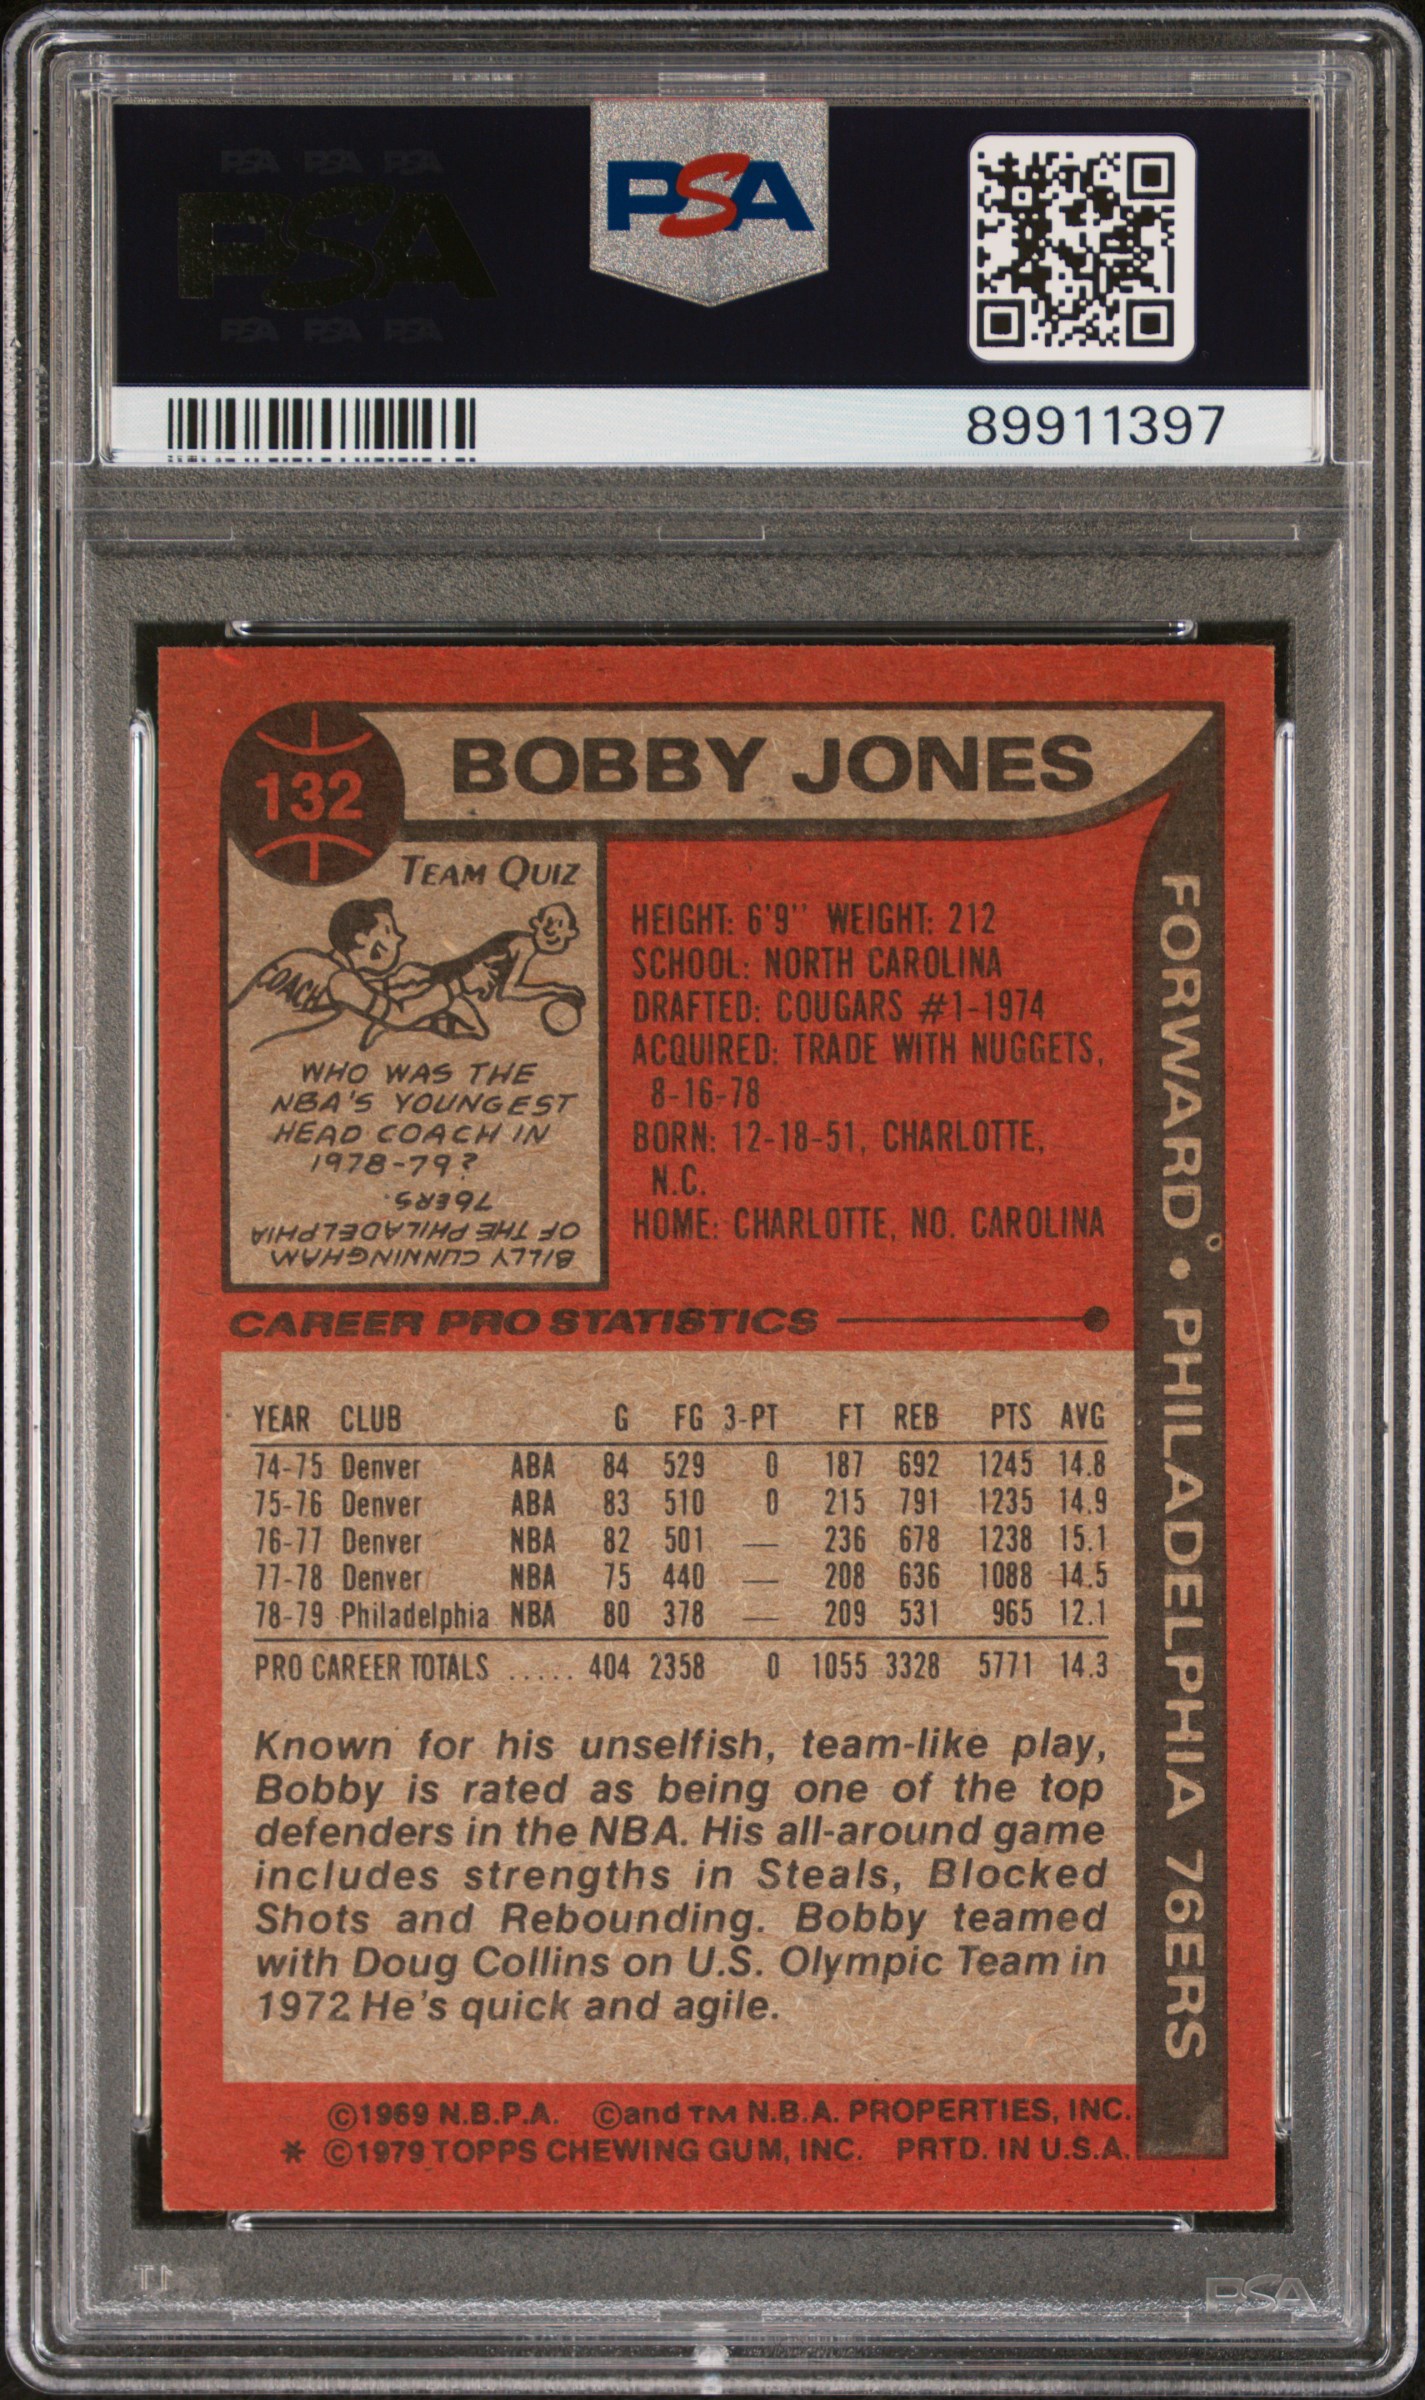 PSA PSA PSA
PSA
PSA PSA PSA
PSA
89911397
132
BOBBY JONES
TEAM QUIZ
COACH
WHO WAS THE
NBA'S YOUNGEST
HEAD COACH IN
1978-79?
BILLY CUNNINGHAM
OF THE PHILADELPHIA
76ERS.
HEIGHT: 6'9" WEIGHT: 212
SCHOOL: NORTH CAROLINA
DRAFTED: COUGARS #1-1974
ACQUIRED: TRADE WITH NUGGETS,
8-16-78
BORN: 12-18-51, CHARLOTTE,
N.C.
HOME: CHARLOTTE, NO. CAROLINA
FORWARD • PHILADELPHIA 76ERS
CAREER PRO STATISTICS
YEAR CLUB G FG 3-PT FT REB PTS AVG
74-75 Denver ABA 84 529 0 187 692 1245 14.8
75-76 Denver ABA 83 510 0 215 791 1235 14.9
76-77 Denver NBA 82 501 — 236 678 1238 15.1
77-78 Denver NBA 75 440 — 208 636 1088 14.5
78-79 Philadelphia NBA 80 378 — 209 531 965 12.1
PRO CAREER TOTALS ..... 404 2358 0 1055 3328 5771 14.3
Known for his unselfish, team-like play,
Bobby is rated as being one of the top
defenders in the NBA. His all-around game
includes strengths in Steals, Blocked
Shots and Rebounding. Bobby teamed
with Doug Collins on U.S. Olympic Team in
1972 He's quick and agile.
©1969 N.B.P.A. ©and TM N.B.A. PROPERTIES, INC.
* ©1979 TOPPS CHEWING GUM, INC. PRTD. IN U.S.A.
PSA